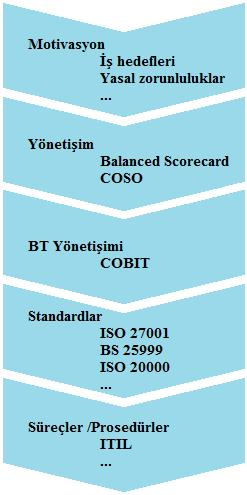 Motivasyon
İş hedefleri
Yasal zorunluluklar
...
Yönetişim
Balanced Scorecard
COSO
BT Yönetişimi
COBIT
Standardlar
ISO 27001
BS 25999
ISO 20000
...
Süreçler /Prosedürler
ITIL
...